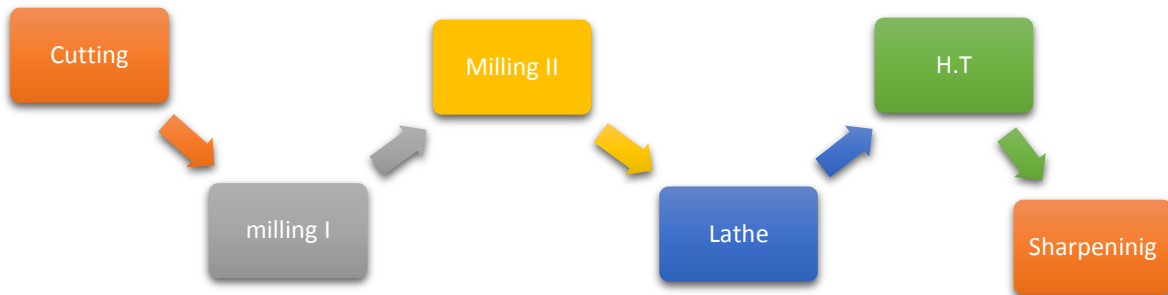 Cutting
milling I
Milling II
Lathe
H.T
Sharpeninig